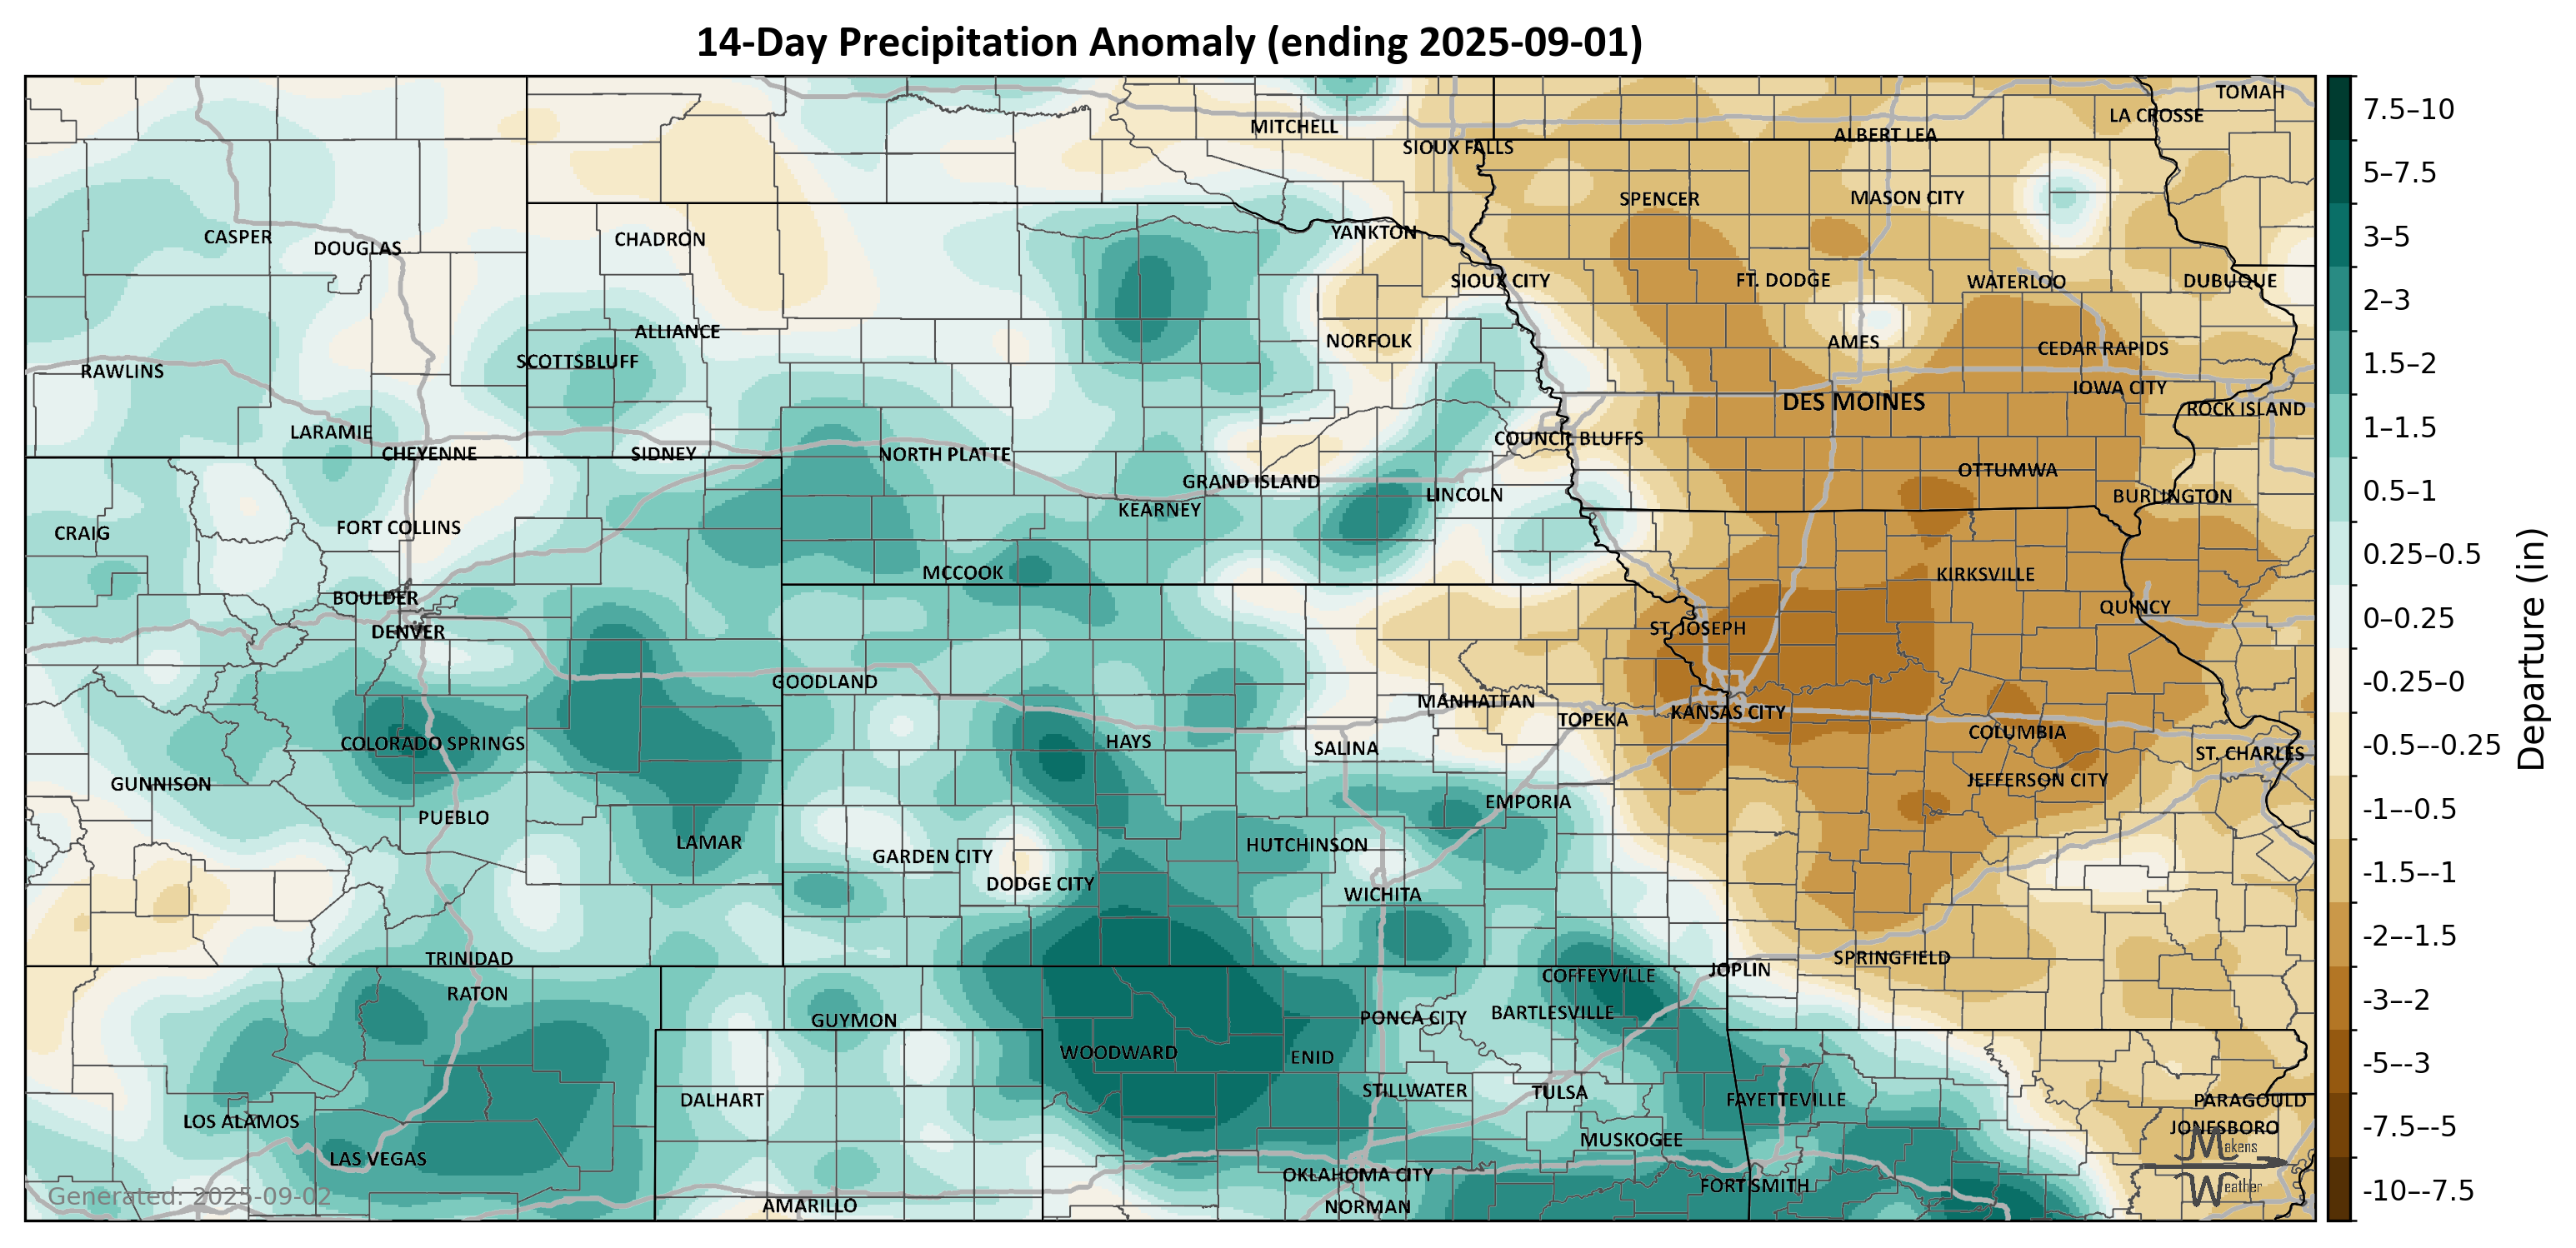 14-Day Precipitation Anomaly (ending 2025-09-01)
TOMAH
LA CROSSE
MITCHELL
ALBERT LEA
SIOUX FALLS
SPENCER
MASON CITY
CASPER
DOUGLAS
CHADRON
YANKTON
SIOUX CITY
FT. DODGE
WATERLOO
DUBUQUE
ALLIANCE
NORFOLK
AMES
CEDAR RAPIDS
SCOTTSBLUFF
RAWLINS
IOWA CITY
DES MOINES
ROCK ISLAND
LARAMIE
CHEYENNE
SIDNEY
NORTH PLATTE
COUNCIL BLUFFS
OTTUMWA
GRAND ISLAND
LINCOLN
BURLINGTON
KEARNEY
CRAIG
FORT COLLINS
MCCOOK
KIRKSVILLE
BOULDER
QUINCY
DENVER
ST. JOSEPH
GOODLAND
MANHATTAN
TOPEKA
KANSAS CITY
COLUMBIA
COLORADO SPRINGS
HAYS
SALINA
ST. CHARLES
GUNNISON
JEFFERSON CITY
EMPORIA
PUEBLO
LAMAR
HUTCHINSON
GARDEN CITY
DODGE CITY
WICHITA
TRINIDAD
SPRINGFIELD
JOPLIN
COFFEYVILLE
RATON
GUYMON
PONCA CITY
BARTLESVILLE
WOODWARD
ENID
DALHART
STILLWATER
TULSA
FAYETTEVILLE
PARAGOULD
LOS ALAMOS
JONESBORO
MUSKOGEE
LAS VEGAS
OKLAHOMA CITY
FORT SMITH
AMARILLO
NORMAN
Makens
Weather
Generated: 2025-09-02
7.5–10
5–7.5
3–5
2–3
1.5–2
1–1.5
0.5–1
0.25–0.5
0–0.25
-0.25–0
-0.5–-0.25
-1–-0.5
-1.5–-1
-2–-1.5
-3–-2
-5–-3
-7.5–-5
-10–-7.5
Departure (in)